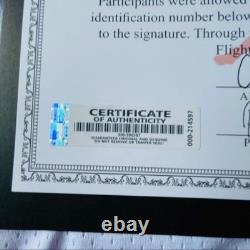 Participants were allowed
identification number below
to the signature. Through
Flight
CERTIFICATE
OF AUTHENTICITY
GUARANTEED ORIGINAL AND GENUINE
DO NOT REMOVE OR TAMPER SEAL!
000-214597
A
P